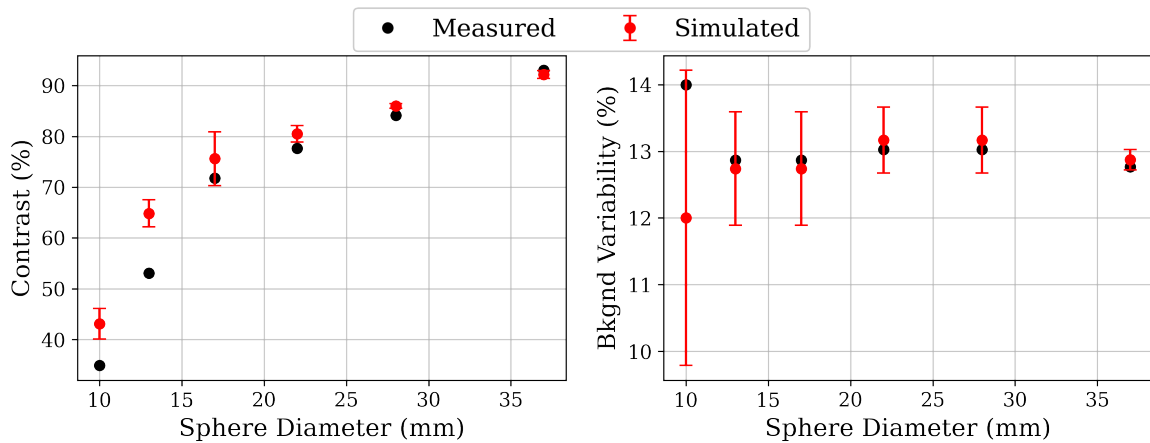 Measured Simulated
Contrast (%)
90
80
70
60
50
40
10 15 20 25 30 35
Sphere Diameter (mm)
Bkgnd Variability (%)
14
13
12
11
10
10 15 20 25 30 35
Sphere Diameter (mm)